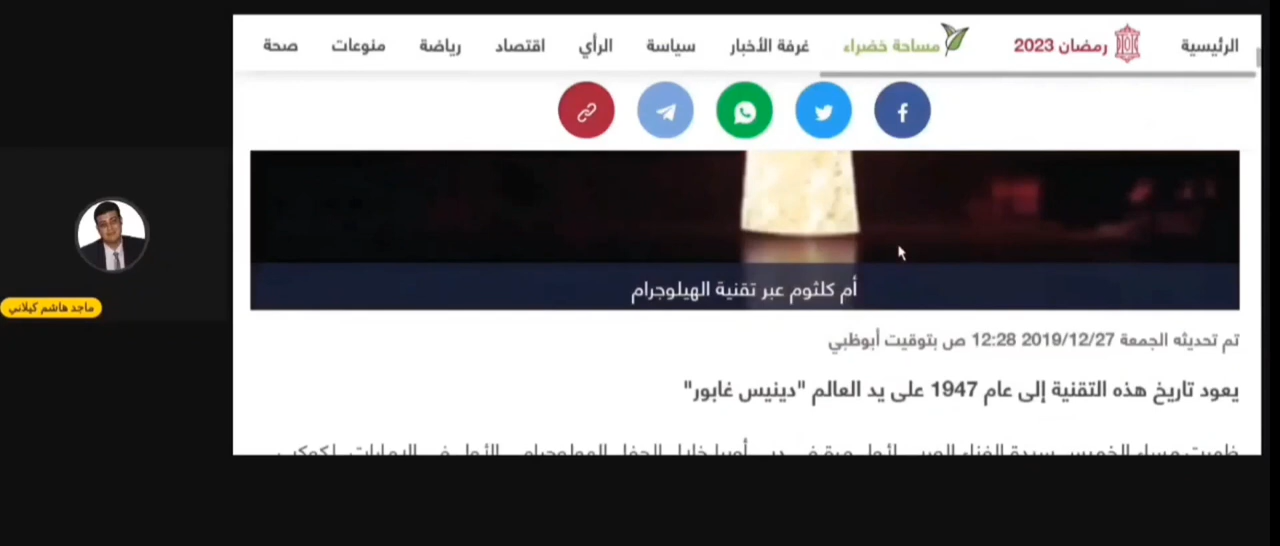 الرئيسية رمضان 2023 مساحة خضراء غرفة الأخبار سياسة الرأي اقتصاد رياضة منوعات صحة
أم كلثوم عبر تقنية الهيلوجرام
تم تحديثه الجمعة 2019/12/27 12:28 ص بتوقيت أبوظبي
يعود تاريخ هذه التقنية إلى عام 1947 على يد العالم "دينيس غابور"
ماجد هاشم كيلاني